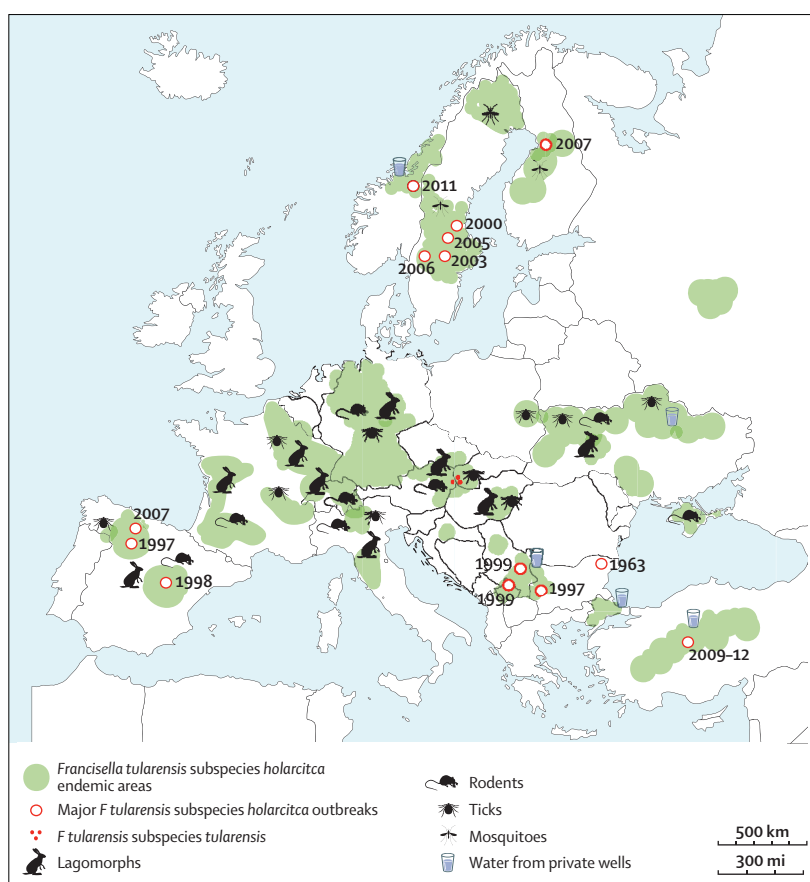 2007
2011
2000
2005
2006
2003
2007
1997
1998
1999
1999
1997
1963
2009–12
Francisella tularensis subspecies holarcitca
endemic areas
Major F tularensis subspecies holarcitca outbreaks
F tularensis subspecies tularensis
Lagomorphs
Rodents
Ticks
Mosquitoes
Water from private wells
500 km
300 mi